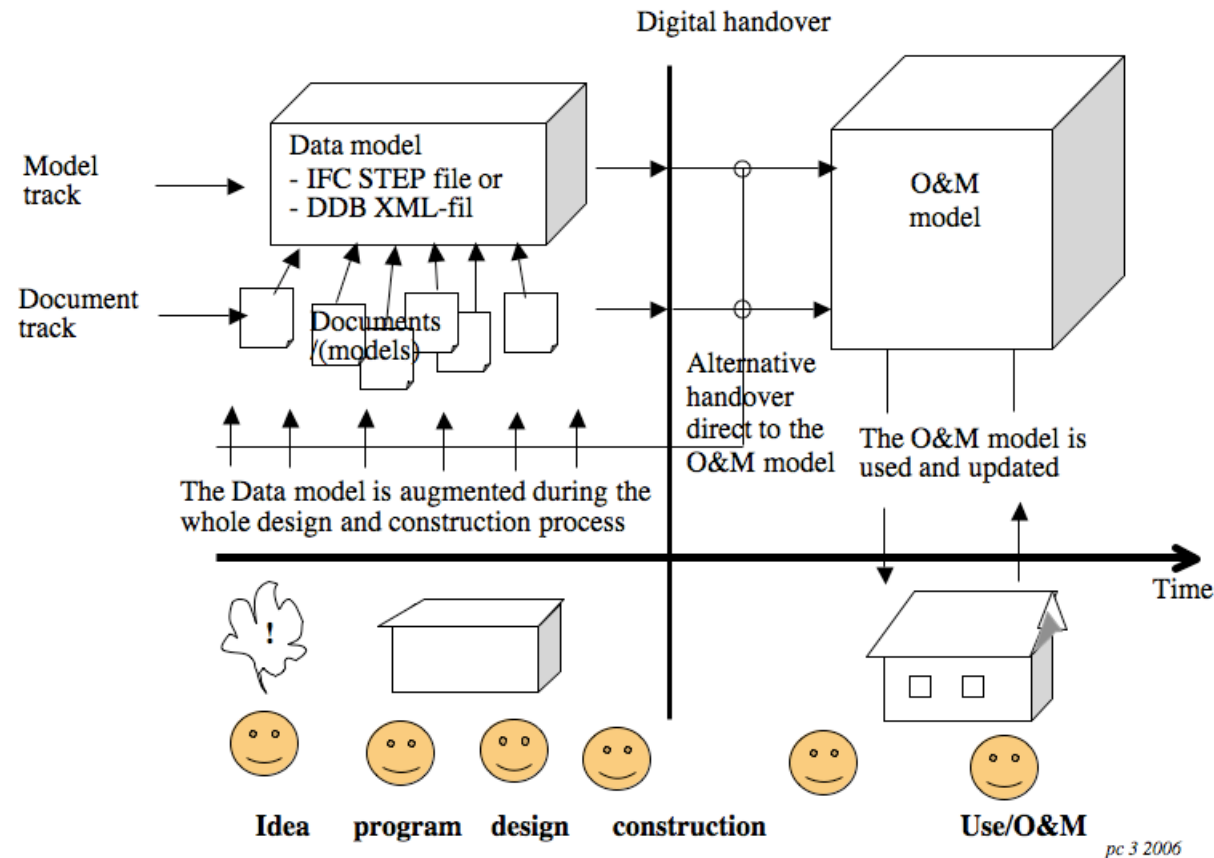 Digital handover
Model
track
Data model
- IFC STEP file or
- DDB XML-fil
O&M
model
Document
track
Documents
/(models)
Alternative
handover
direct to the
O&M model
The O&M model is
used and updated
The Data model is augmented during the
whole design and construction process
Time
!
Idea program design construction Use/O&M
pc 3 2006